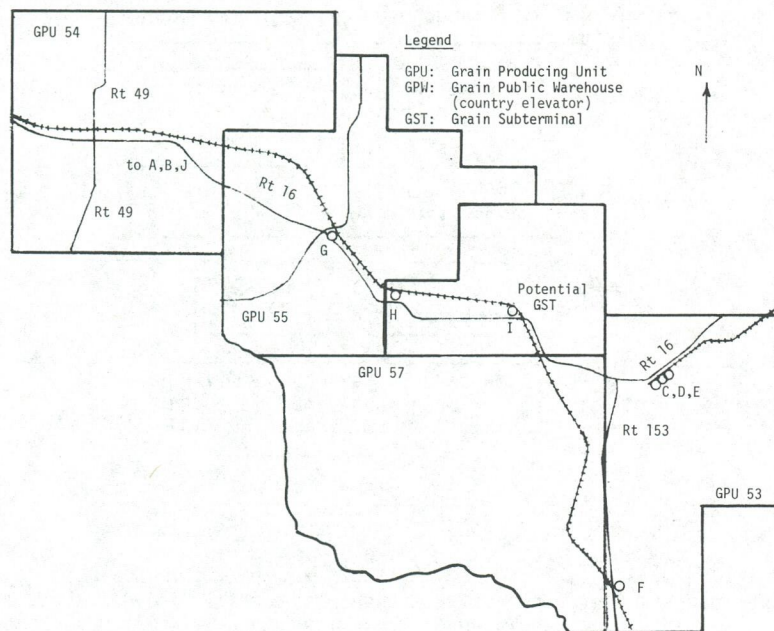 GPU 54
Legend
GPU: Grain Producing Unit
GPW: Grain Public Warehouse
(country elevator)
GST: Grain Subterminal
N
Rt 49
to A,B,J
Rt 16
Rt 49
G
Potential
GST
H
I
GPU 55
Rt 16
GPU 57
C,D,E
Rt 153
GPU 53
F